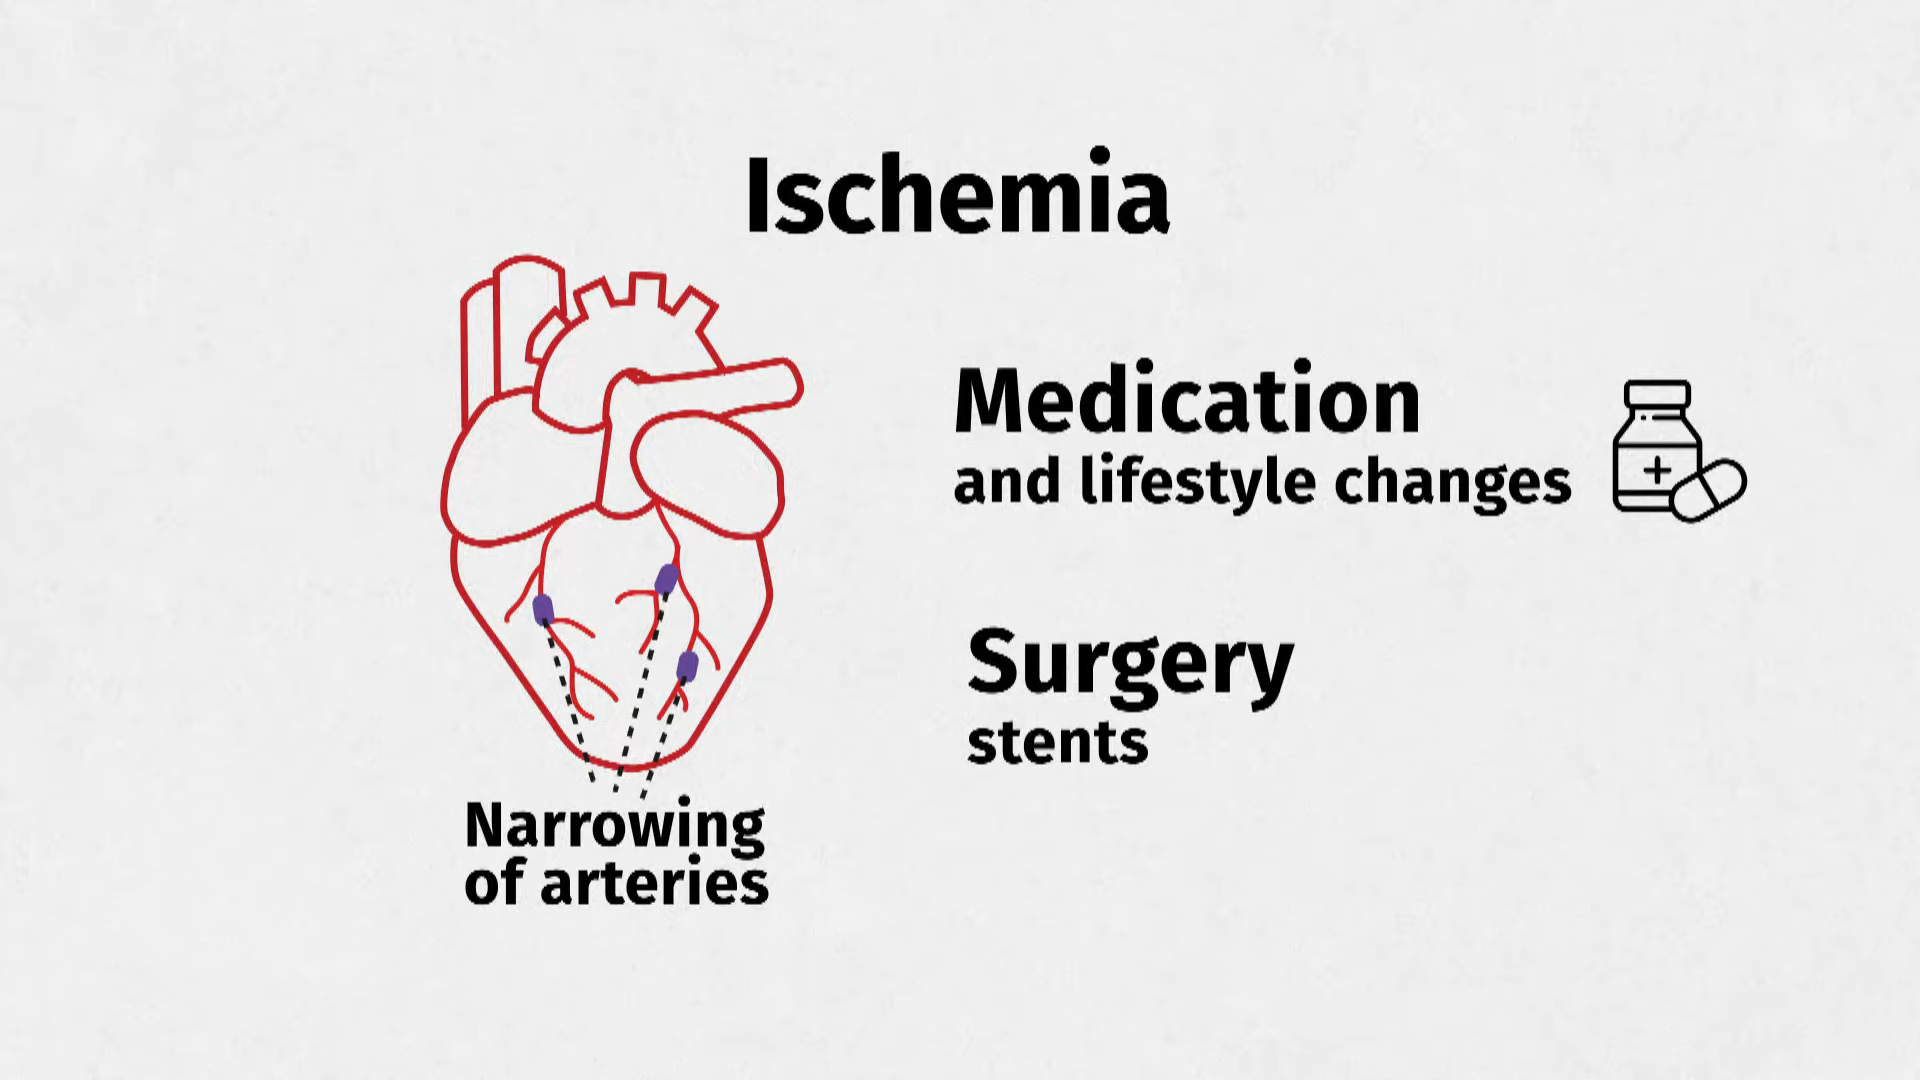 Ischemia
Medication
and lifestyle changes
Surgery
stents
Narrowing
of arteries